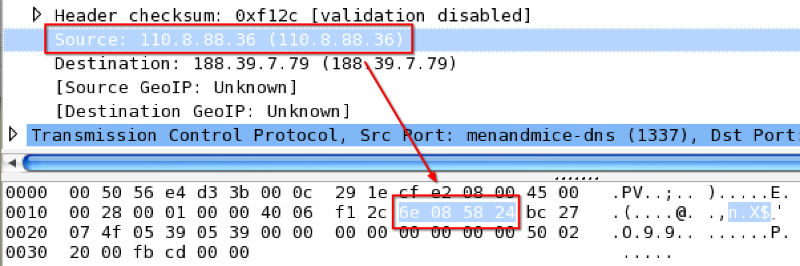 Header checksum: 0xf12c [validation disabled]
Source: 110.8.88.36 (110.8.88.36)
Destination: 188.39.7.79 (188.39.7.79)
[Source GeoIP: Unknown]
[Destination GeoIP: Unknown]
Transmission Control Protocol, Src Port: menandmice-dns (1337), Dst Port:
0000 00 50 56 e4 d3 3b 00 0c 29 1e cf e2 08 00 45 00 .PV..;.. ).....E.
0010 00 28 00 01 00 00 40 06 f1 2c 6e 08 58 24 bc 27 .(....@. .,n.X$.'
0020 07 4f 05 39 05 39 00 00 00 00 00 00 00 00 50 02 .O.9.9.. ......P.
0030 20 00 fb cd 00 00 .....